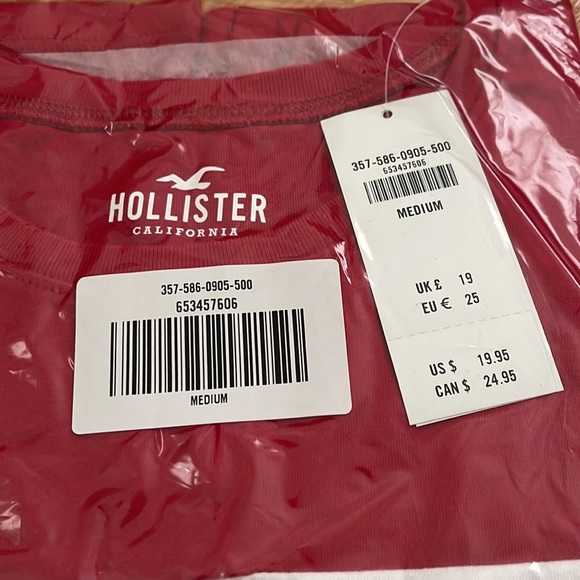 HOLLISTER
CALIFORNIA
357-586-0905-500
653457606
MEDIUM
357-586-0905-500
653457606
MEDIUM
UK £ 19
EU € 25
US $ 19.95
CAN $ 24.95